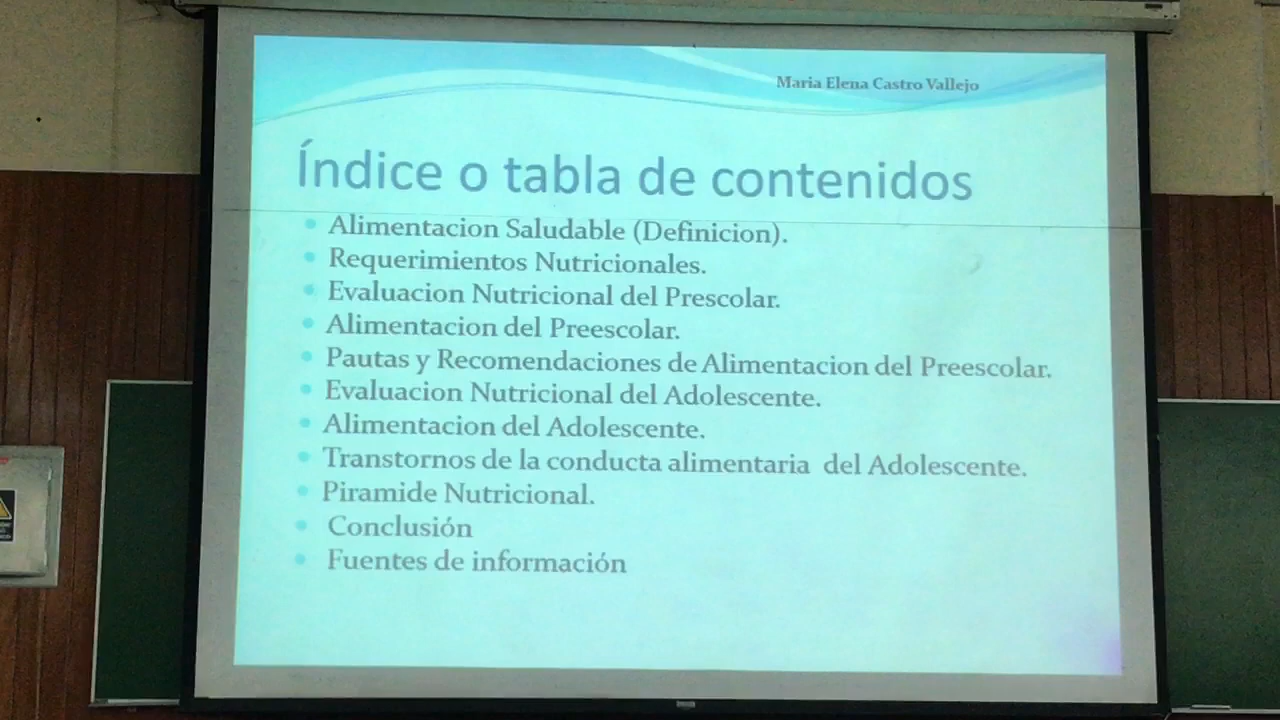 Maria Elena Castro Vallejo
Índice o tabla de contenidos
Alimentacion Saludable (Definicion).
Requerimientos Nutricionales.
Evaluacion Nutricional del Prescolar.
Alimentacion del Preescolar.
Pautas y Recomendaciones de Alimentacion del Preescolar.
Evaluacion Nutricional del Adolescente.
Alimentacion del Adolescente.
Transtornos de la conducta alimentaria del Adolescente.
Piramide Nutricional.
Conclusión
Fuentes de información